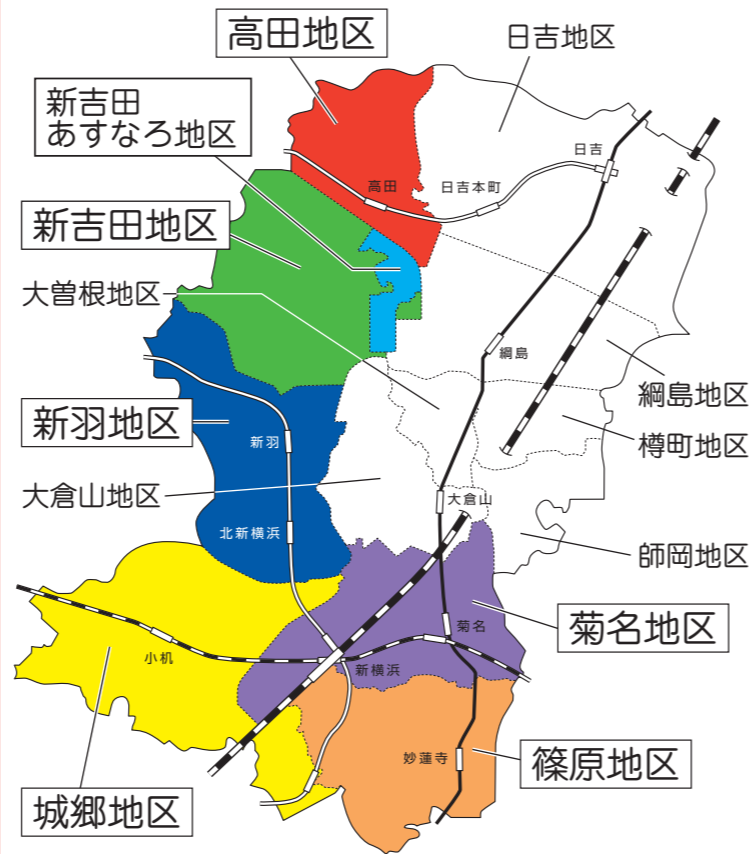 高田地区
日吉地区
新吉田
あすなろ地区
日吉
高田
日吉本町
新吉田地区
大曽根地区
綱島
綱島地区
新羽地区
新羽
樽町地区
大倉山地区
大倉山
北新横浜
師岡地区
菊名地区
菊名
小机
新横浜
妙蓮寺
篠原地区
城郷地区